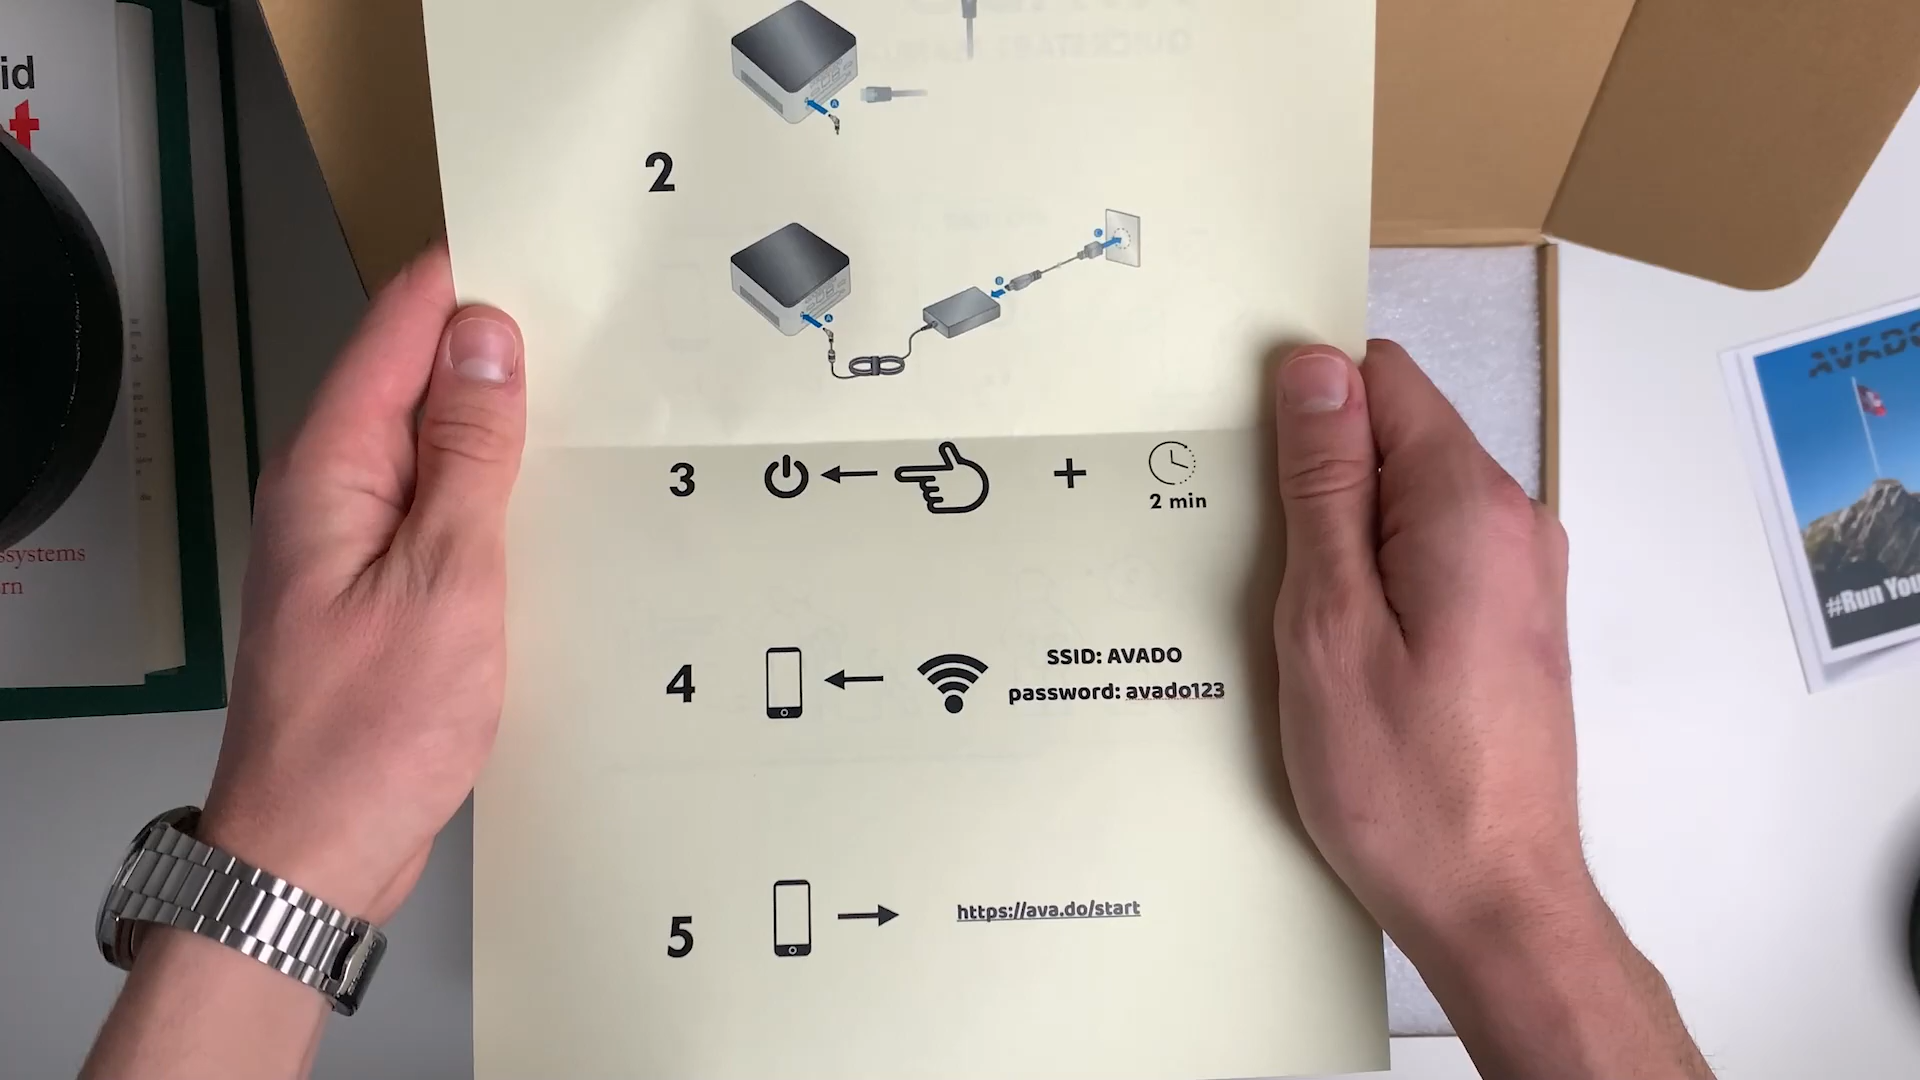 id
t
ssystems
rn
2
A
A
B
C
3
+
2 min
4
SSID: AVADO
password: avado123
5
https://ava.do/start
AVADO
#Run You